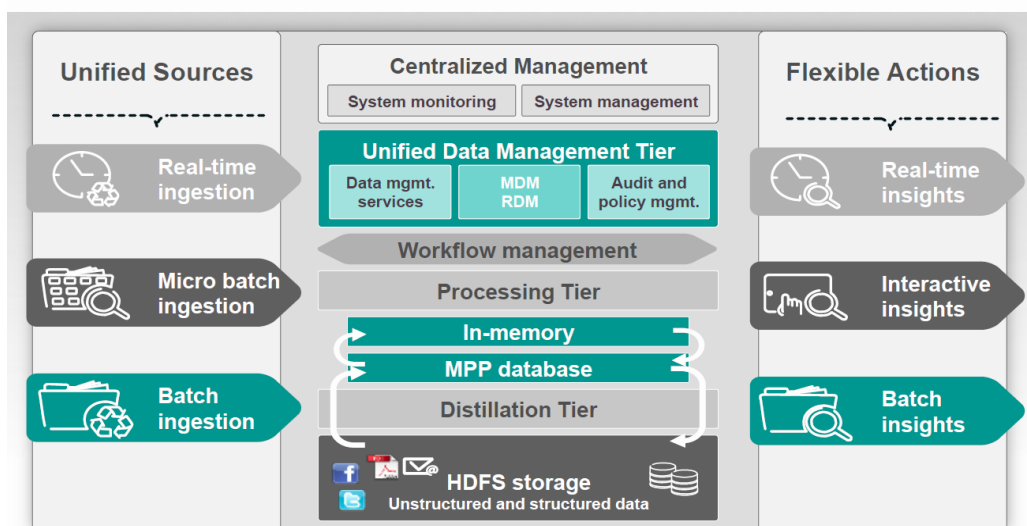 Unified Sources
Real-time
ingestion
Micro batch
ingestion
Batch
ingestion
Centralized Management
System monitoring
System management
Unified Data Management Tier
Data mgmt.
services
MDM
RDM
Audit and
policy mgmt.
Workflow management
Processing Tier
In-memory
MPP database
Distillation Tier
HDFS storage
Unstructured and structured data
Flexible Actions
Real-time
insights
Interactive
insights
Batch
insights